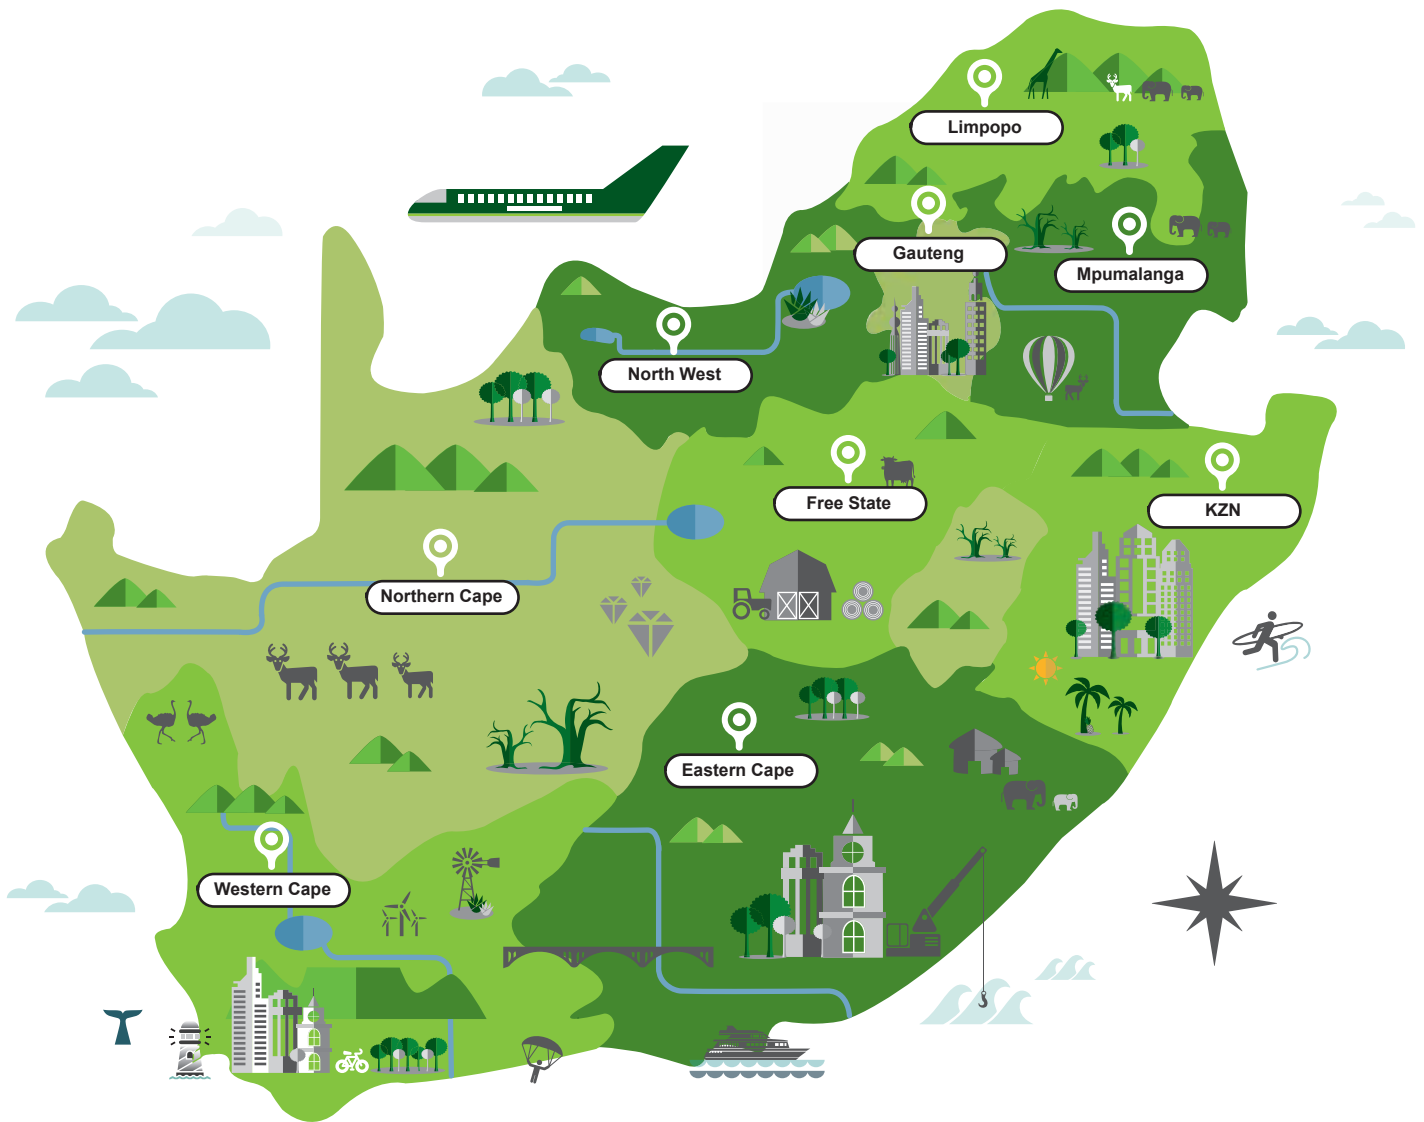 Limpopo
Gauteng
Mpumalanga
North West
Free State
KZN
Northern Cape
Eastern Cape
Western Cape